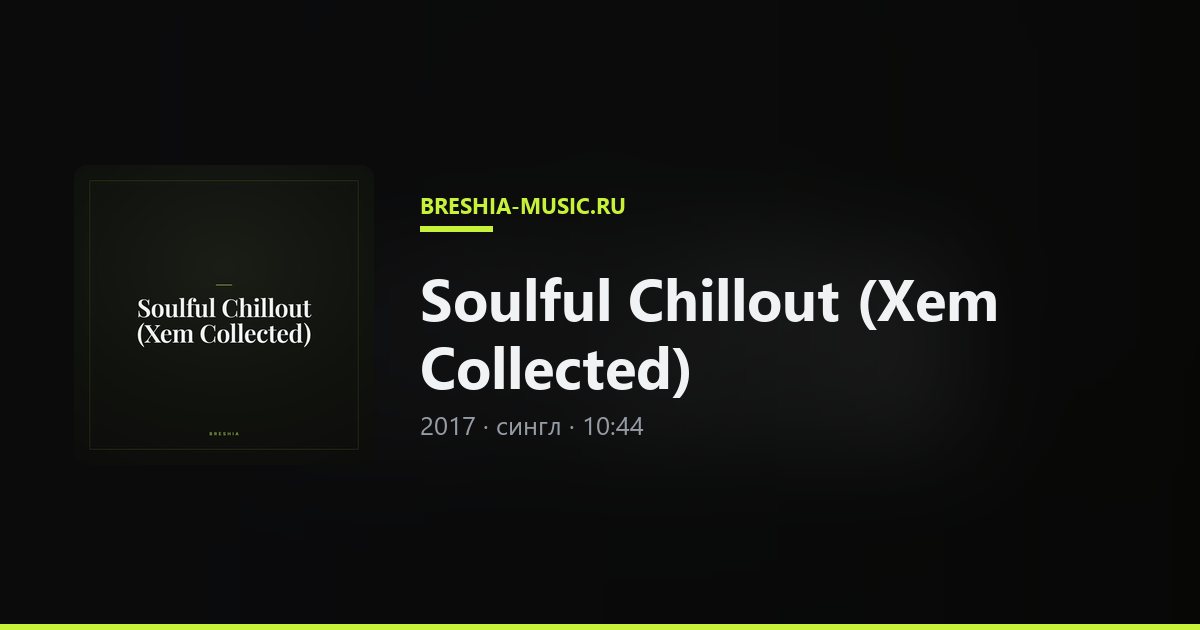 Soulful Chillout
(Xem Collected)
BRESHIA
BRESHIA-MUSIC.RU
Soulful Chillout (Xem
Collected)
2017 · сингл · 10:44